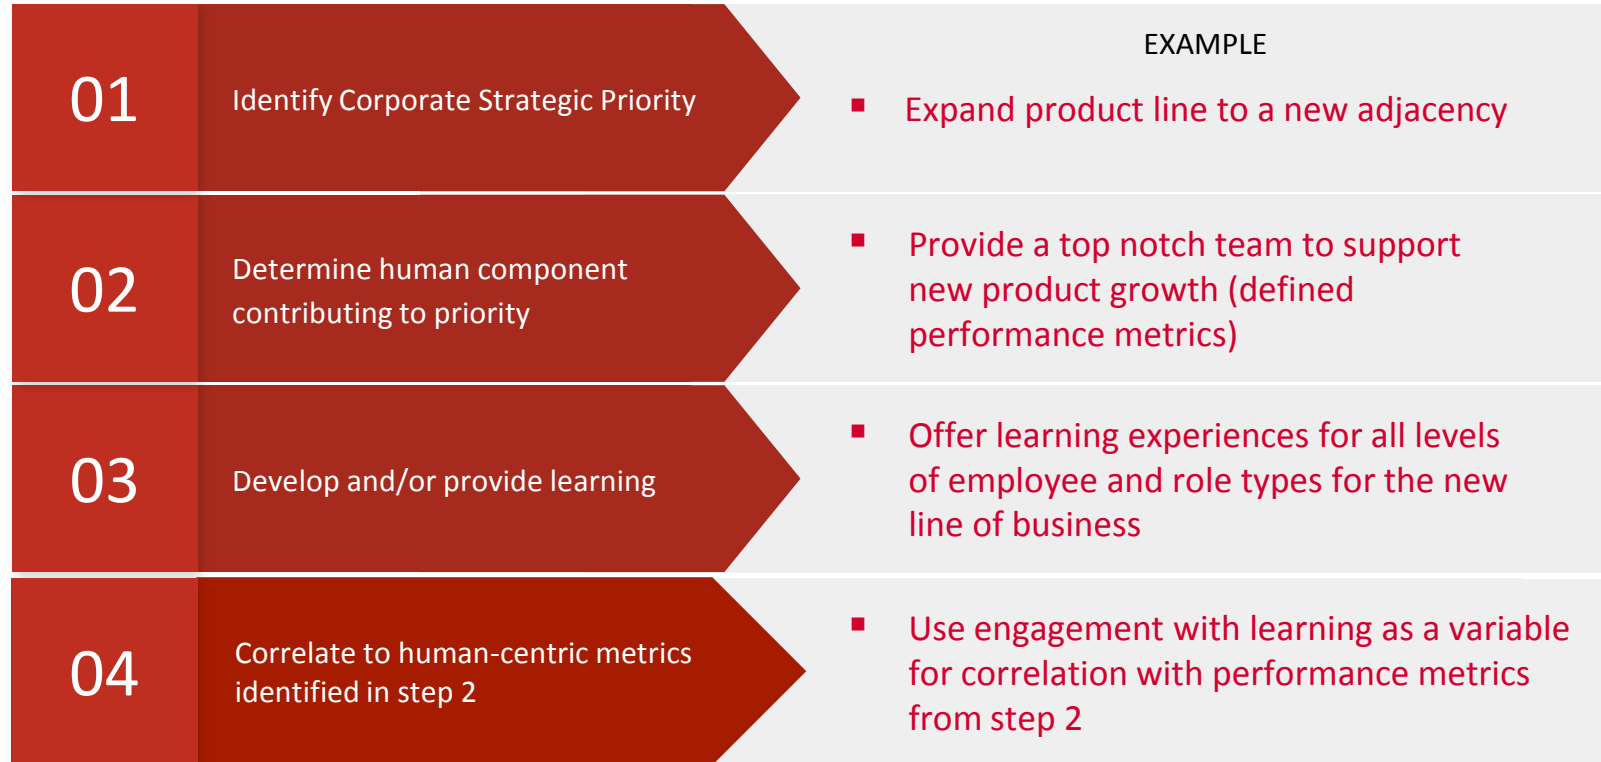 EXAMPLE
01
Identify Corporate Strategic Priority
▪ Expand product line to a new adjacency
02
Determine human component
contributing to priority
▪ Provide a top notch team to support
new product growth (defined
performance metrics)
03
Develop and/or provide learning
▪ Offer learning experiences for all levels
of employee and role types for the new
line of business
04
Correlate to human-centric metrics
identified in step 2
▪ Use engagement with learning as a variable
for correlation with performance metrics
from step 2